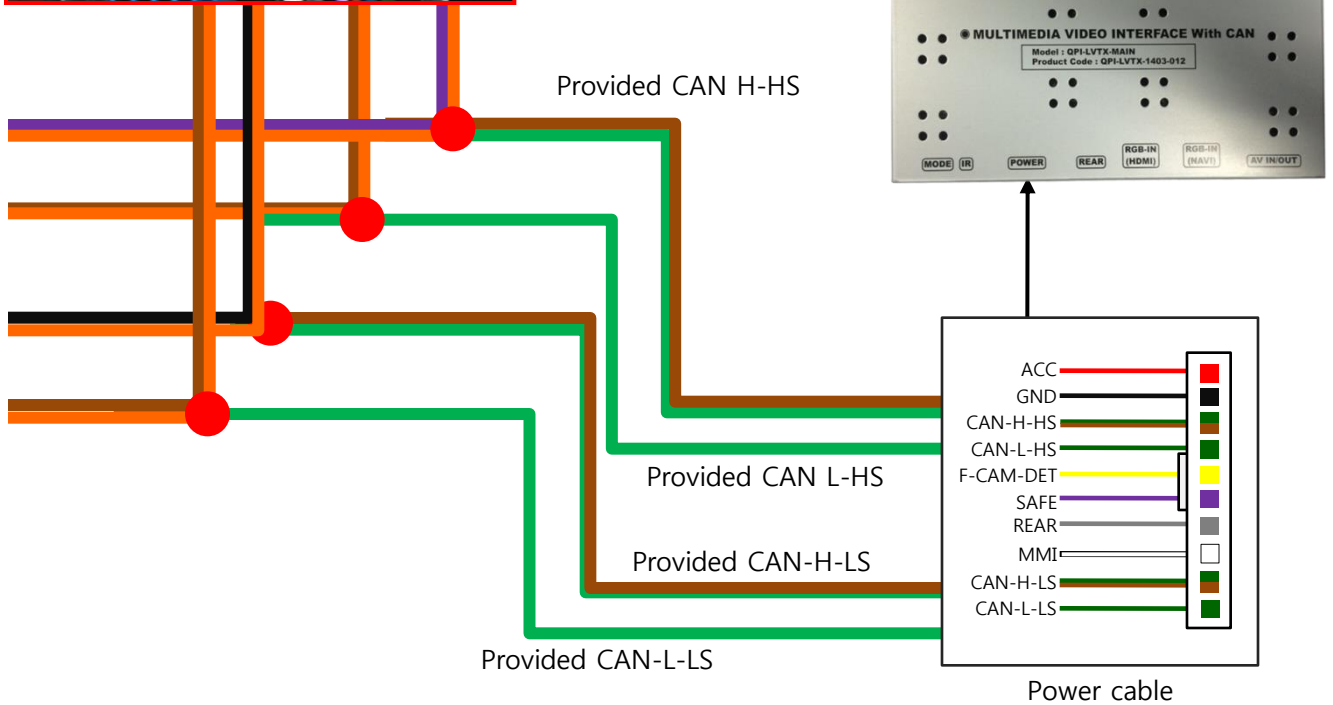 MULTIMEDIA VIDEO INTERFACE With CAN
Model : QPI-LVTX-MAIN
Product Code : QPI-LVTX-1403-012
MODE
IR
POWER
REAR
RGB-IN
(HDMI)
RGB-IN
(NAVI)
AV IN/OUT
Provided CAN H-HS
Provided CAN L-HS
Provided CAN-H-LS
Provided CAN-L-LS
ACC
GND
CAN-H-HS
CAN-L-HS
F-CAM-DET
SAFE
REAR
MMI
CAN-H-LS
CAN-L-LS
Power cable